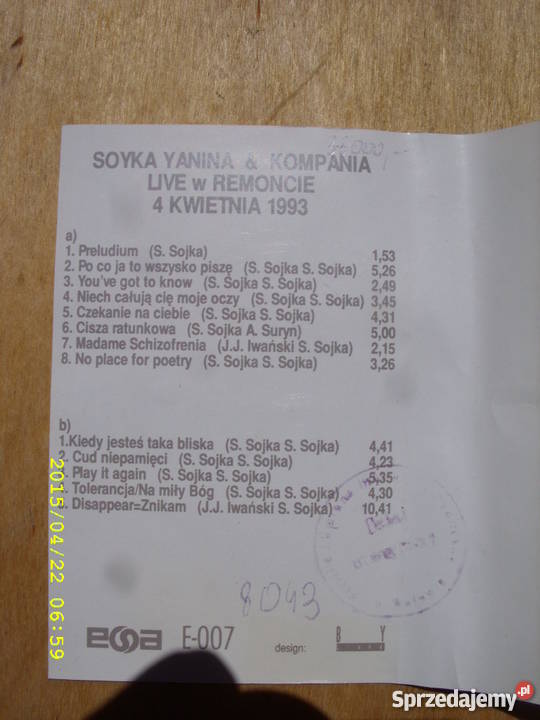 SOYKA YANINA & KOMPANIA
LIVE w REMONCIE
4 KWIETNIA 1993
a)
1. Preludium (S. Sojka) 1,53
2. Po co ja to wszysko piszę (S. Sojka S. Sojka) 5,26
3. You've got to know (S. Sojka S. Sojka) 2,49
4. Niech całują cię moje oczy (S. Sojka S. Sojka) 3,45
5. Czekanie na ciebie (S. Sojka S. Sojka) 4,31
6. Cisza ratunkowa (S. Sojka A. Suryn) 5,00
7. Madame Schizofrenia (J.J. Iwański S. Sojka) 2,15
8. No place for poetry (S. Sojka S. Sojka) 3,26
b)
1.Kiedy jesteś taka bliska (S. Sojka S. Sojka) 4,41
2. Cud niepamięci (S. Sojka S. Sojka) 4,23
Play it again (S. Sojka S. Sojka) 5,35
Tolerancja/Na miły Bóg (S. Sojka S. Sojka) 4,30
Disappear=Znikam (J.J. Iwański S. Sojka) 10,41
8043
esa E-007 design: B Y
2015/04/22 06:59
Sprzedajemy.pl